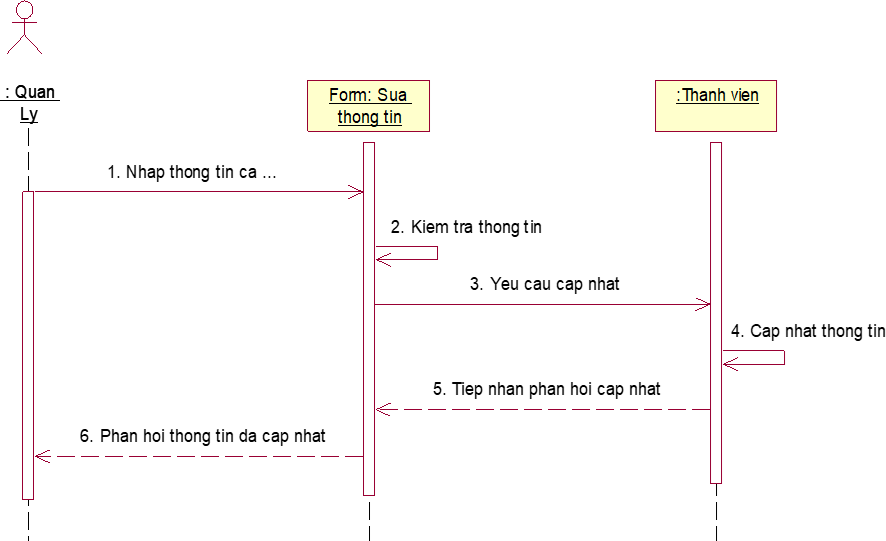 : Quan
Ly
Form: Sua
thong tin
:Thanh vien
1. Nhap thong tin ca ...
2. Kiem tra thong tin
3. Yeu cau cap nhat
4. Cap nhat thong tin
5. Tiep nhan phan hoi cap nhat
6. Phan hoi thong tin da cap nhat